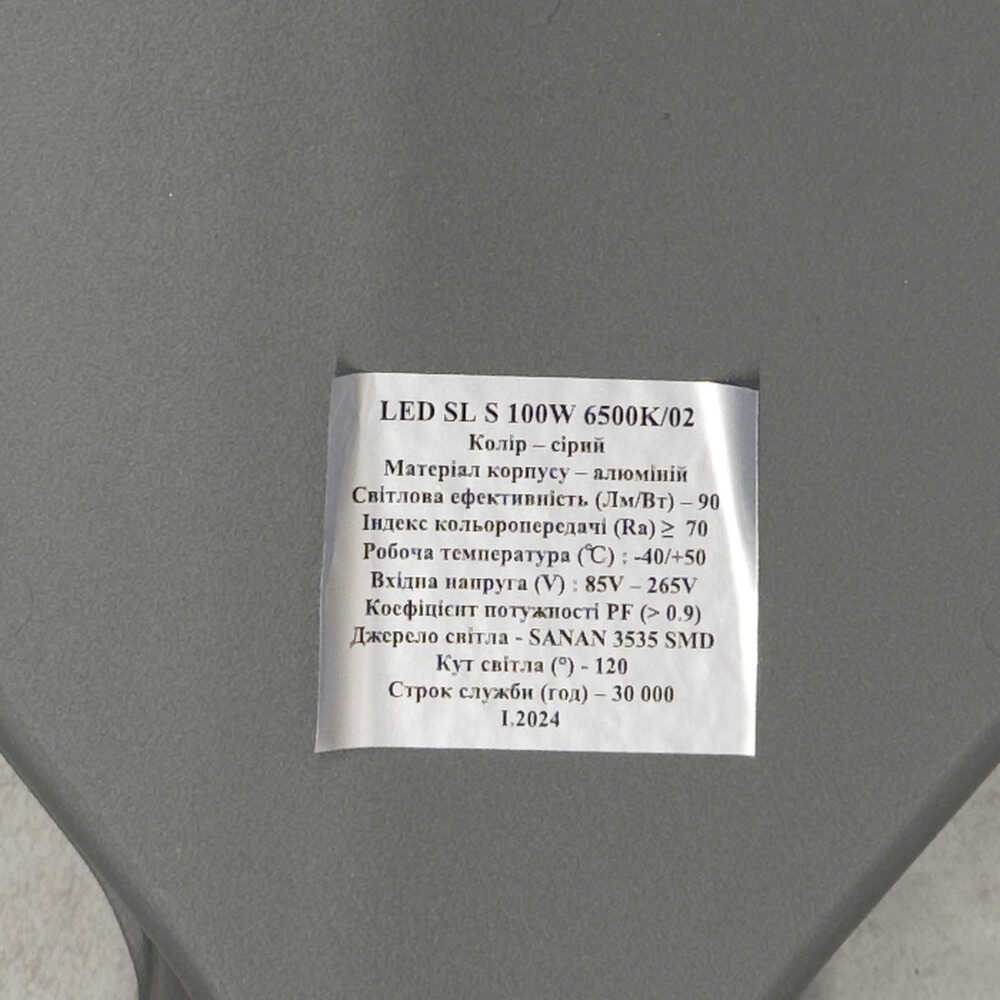 LED SL S 100W 6500K/02
Колір – сірий
Матеріал корпусу – алюміній
Світлова ефективність (Лм/Вт) – 90
Індекс кольоропередачі (Ra) ≥ 70
Робоча температура (℃) : -40/+50
Вхідна напруга (V) : 85V – 265V
Коефіцієнт потужності PF (> 0.9)
Джерело світла - SANAN 3535 SMD
Кут світла (°) - 120
Строк служби (год) – 30 000
I.2024